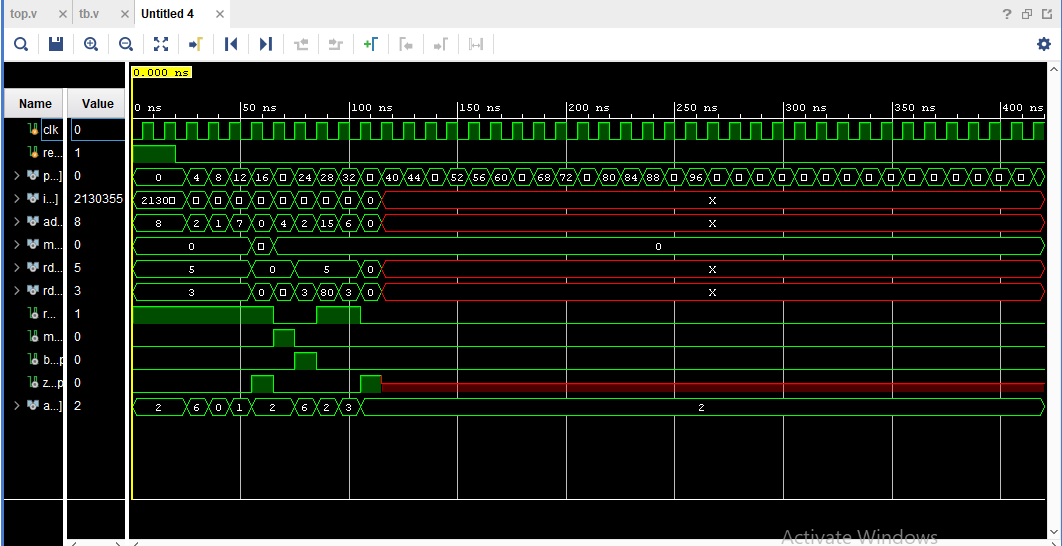 top.v × tb.v × Untitled 4 ×
?
0.000 ns
Name Value
0 ns 50 ns 100 ns 200 ns 250 ns 300 ns 350 ns 400 ns
clk 0
re... 1
p...] 0 0 4 8 12 16 24 28 32 40 44 52 56 60 68 72 80 84 88 96
i...] 2130355 2130 0 X
ad... 8 8 2 1 7 0 4 2 15 6 0 X
m... 0 0 0
rd... 5 5 0 5 0 X
rd... 3 3 0 3 80 3 0 X
r... 1
m... 0
b...p 0
z...p 0
a...] 2 2 6 0 1 2 6 2 3 2
Activate Windows